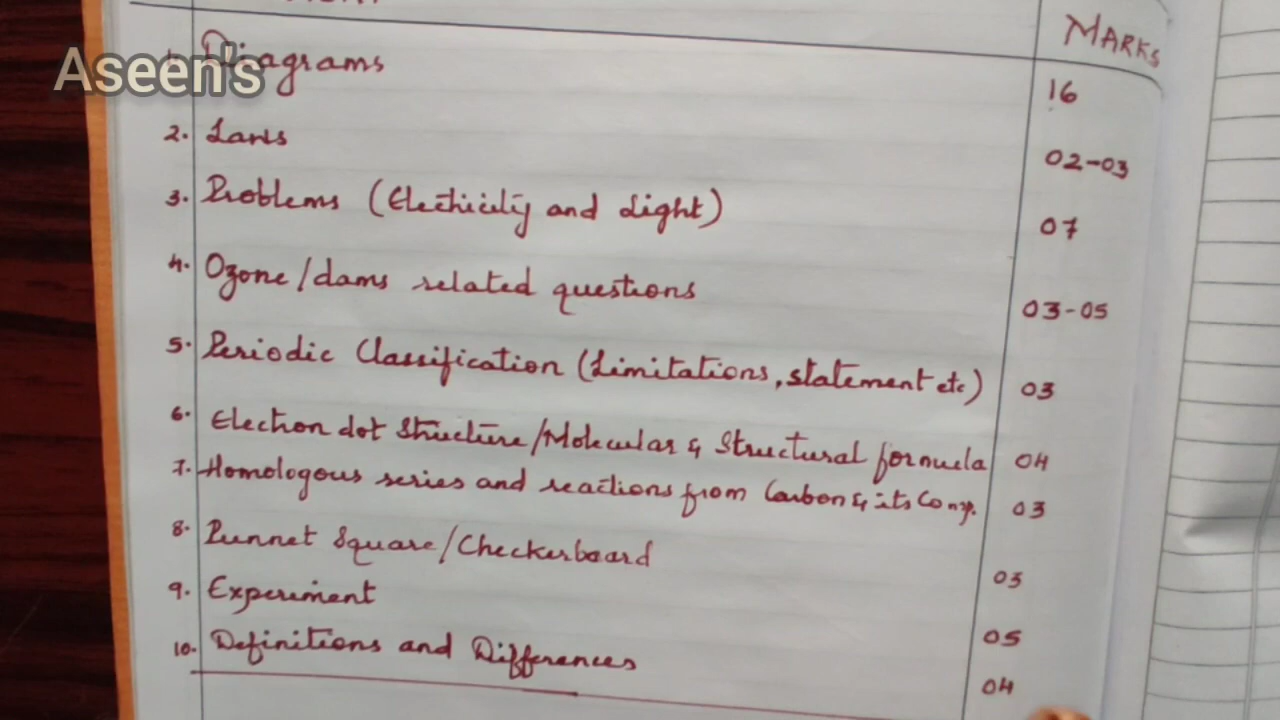 MARKS
Aseen's
Diagrams 16
2. Laws 02-03
3. Problems (Electricity and Light) 07
4. Ozone/dams related questions 03-05
5. Periodic Classification (Limitations, statement etc) 03
6. Electron dot structure/Molecular & Structural formula 04
7. Homologous series and reactions from Carbon & its Comp. 03
8. Punnet Square/Checkerboard 03
9. Experiment 05
10. Definitions and Differences 04